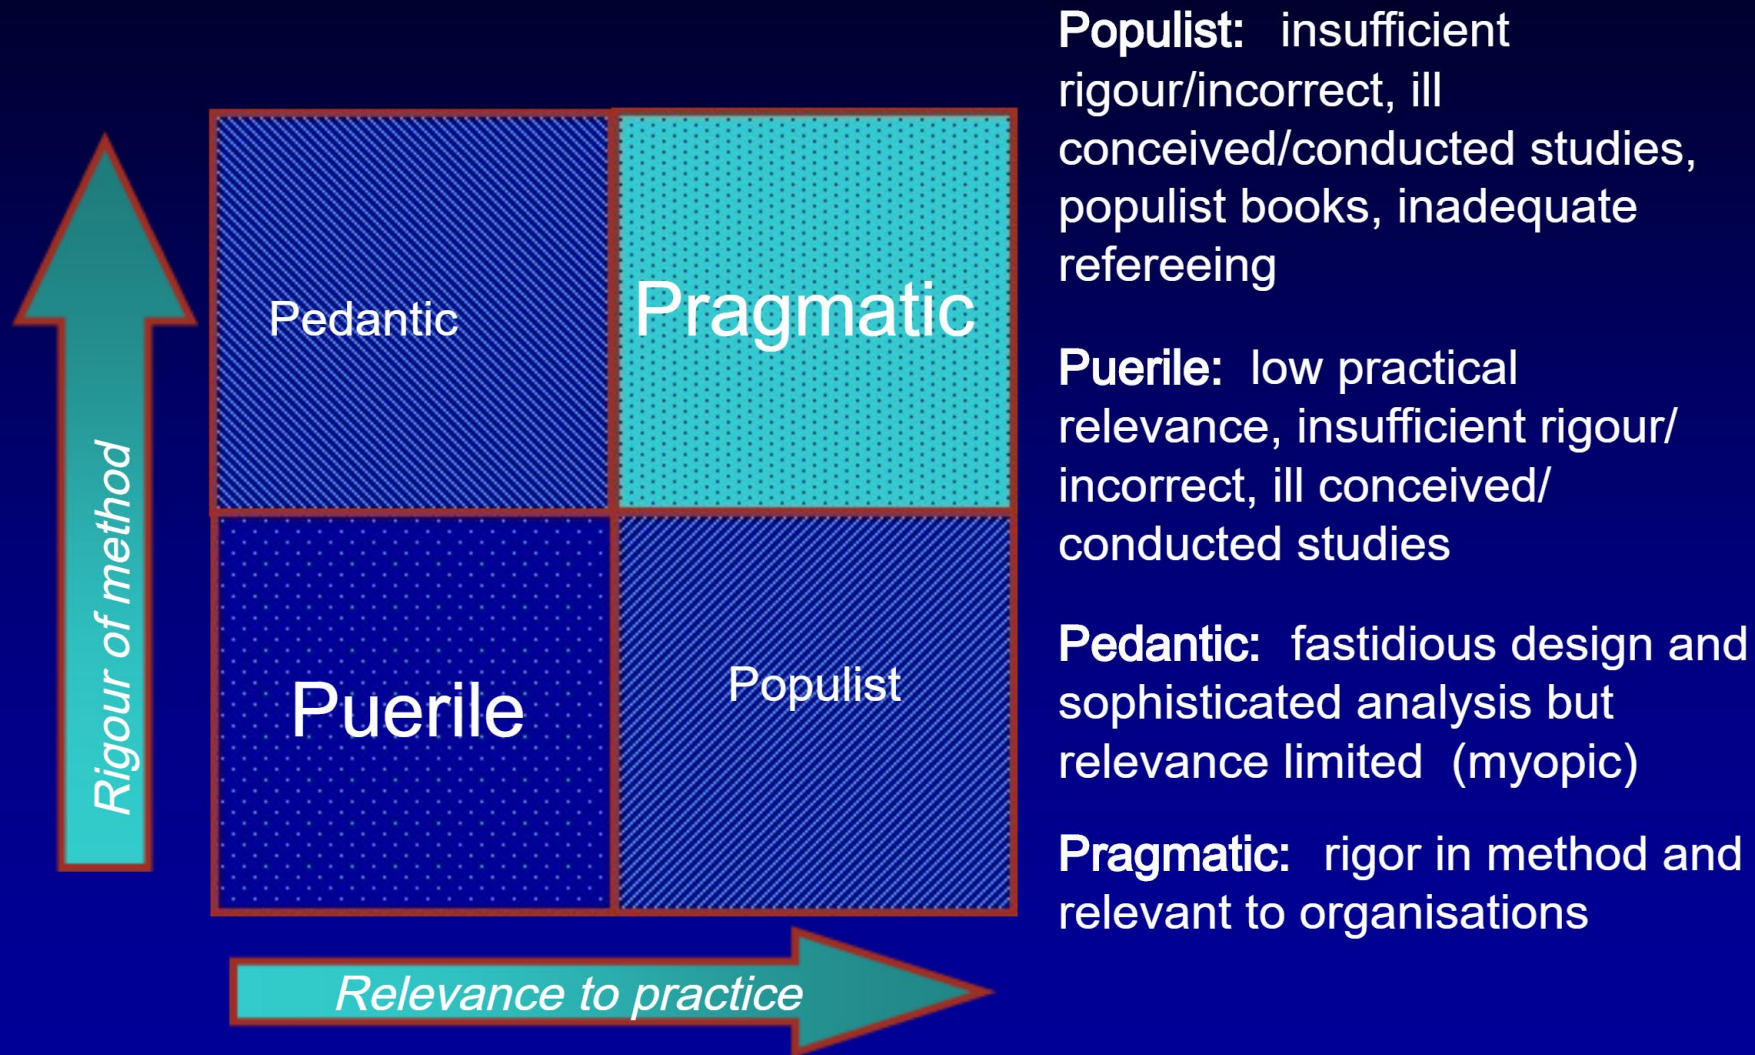 Pedantic
Pragmatic
Puerile
Populist
Rigour of method
Relevance to practice
Populist: insufficient
rigour/incorrect, ill
conceived/conducted studies,
populist books, inadequate
refereeing
Puerile: low practical
relevance, insufficient rigour/
incorrect, ill conceived/
conducted studies
Pedantic: fastidious design and
sophisticated analysis but
relevance limited (myopic)
Pragmatic: rigor in method and
relevant to organisations